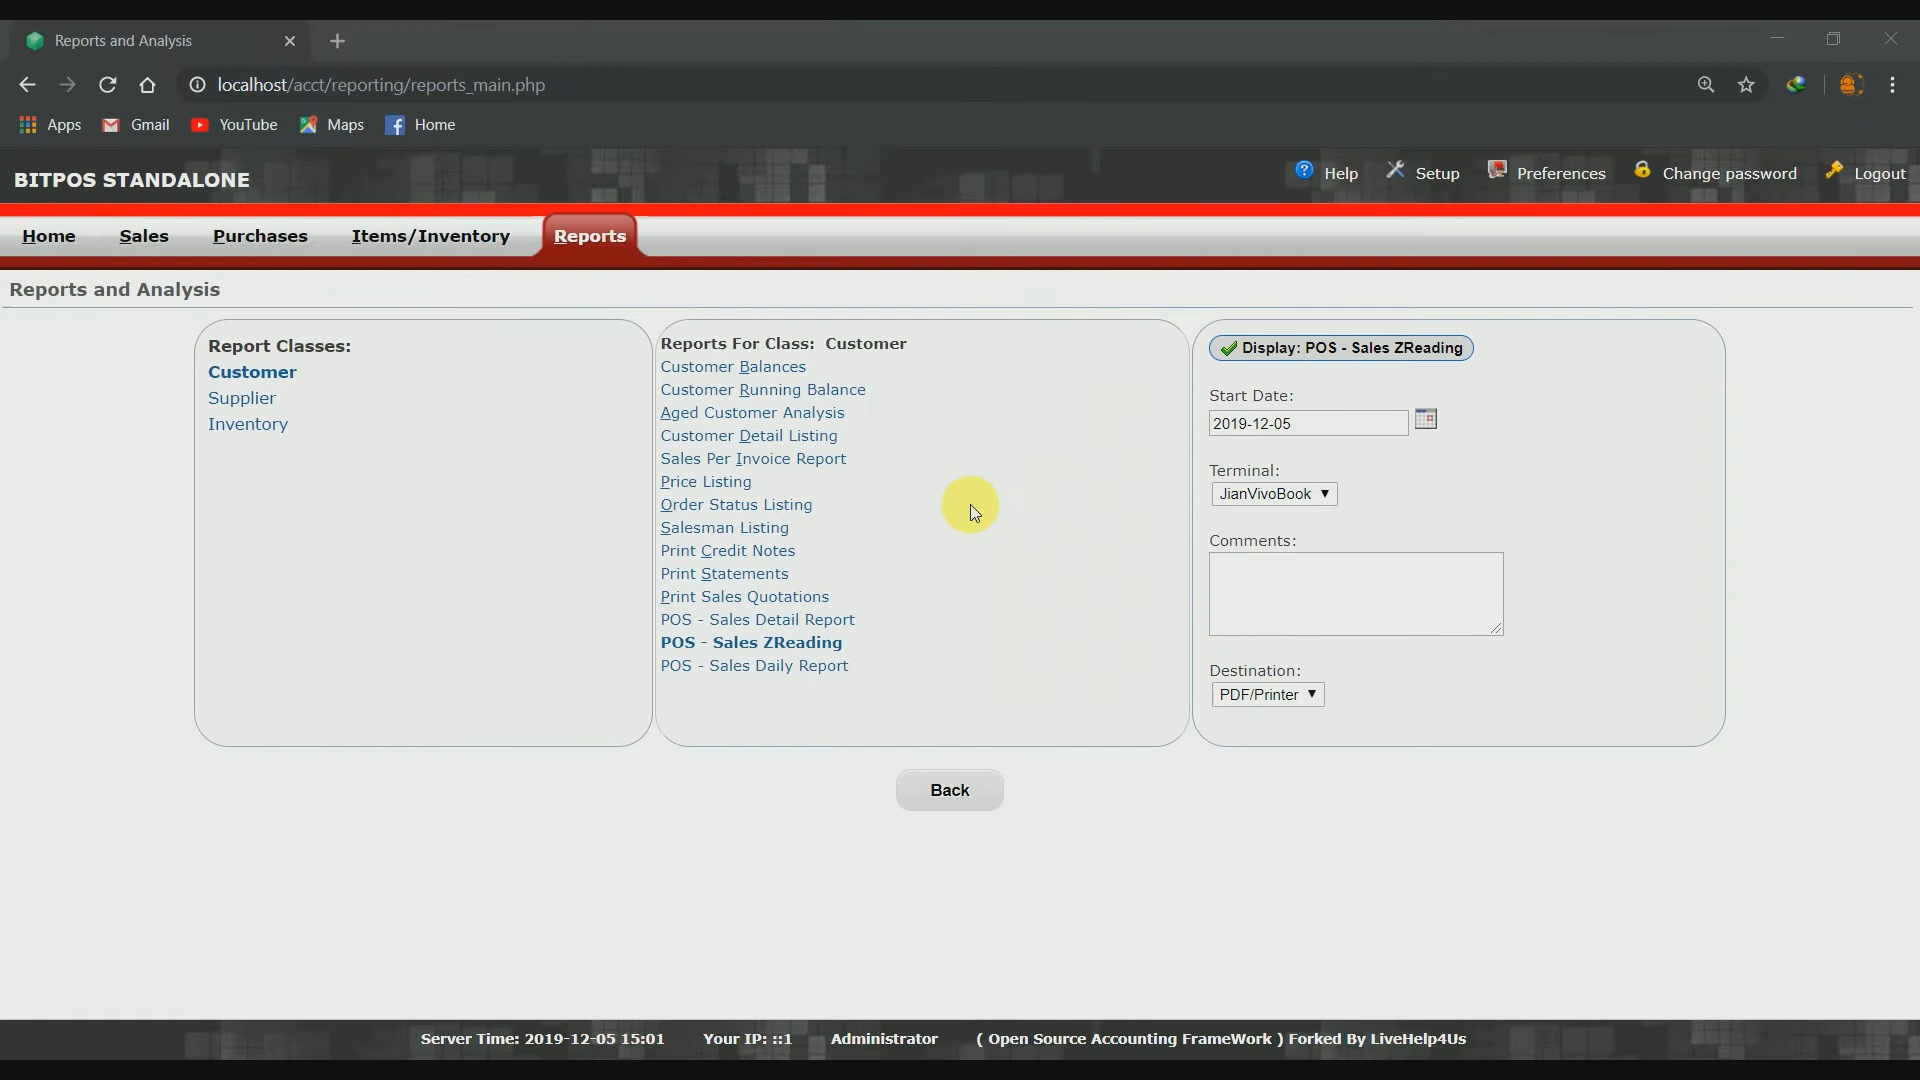 Reports and Analysis
localhost/acct/reporting/reports_main.php
Apps Gmail YouTube Maps Home
BITPOS STANDALONE
Help Setup Preferences Change password Logout
Home Sales Purchases Items/Inventory Reports
Reports and Analysis
Report Classes:
Customer
Supplier
Inventory
Reports For Class: Customer
Customer Balances
Customer Running Balance
Aged Customer Analysis
Customer Detail Listing
Sales Per Invoice Report
Price Listing
Order Status Listing
Salesman Listing
Print Credit Notes
Print Statements
Print Sales Quotations
POS - Sales Detail Report
POS - Sales ZReading
POS - Sales Daily Report
Display: POS - Sales ZReading
Start Date:
2019-12-05
Terminal:
JianVivoBook
Comments:
Destination:
PDF/Printer
Back
Server Time: 2019-12-05 15:01 Your IP: ::1 Administrator ( Open Source Accounting FrameWork ) Forked By LiveHelp4Us